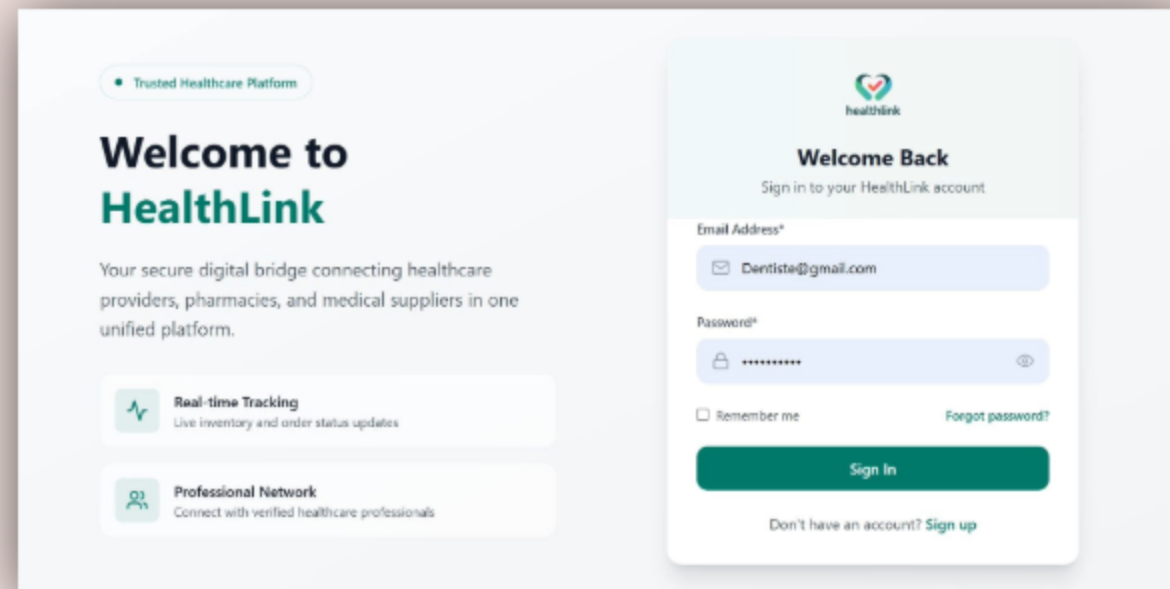 Trusted Healthcare Platform
Welcome to
HealthLink
Your secure digital bridge connecting healthcare
providers, pharmacies, and medical suppliers in one
unified platform.
Real-time Tracking
Live inventory and order status updates
Professional Network
Connect with verified healthcare professionals
healthlink
Welcome Back
Sign in to your HealthLink account
Email Address*
Dentiste@gmail.com
Password*
••••••••••
Remember me
Forgot password?
Sign In
Don't have an account? Sign up